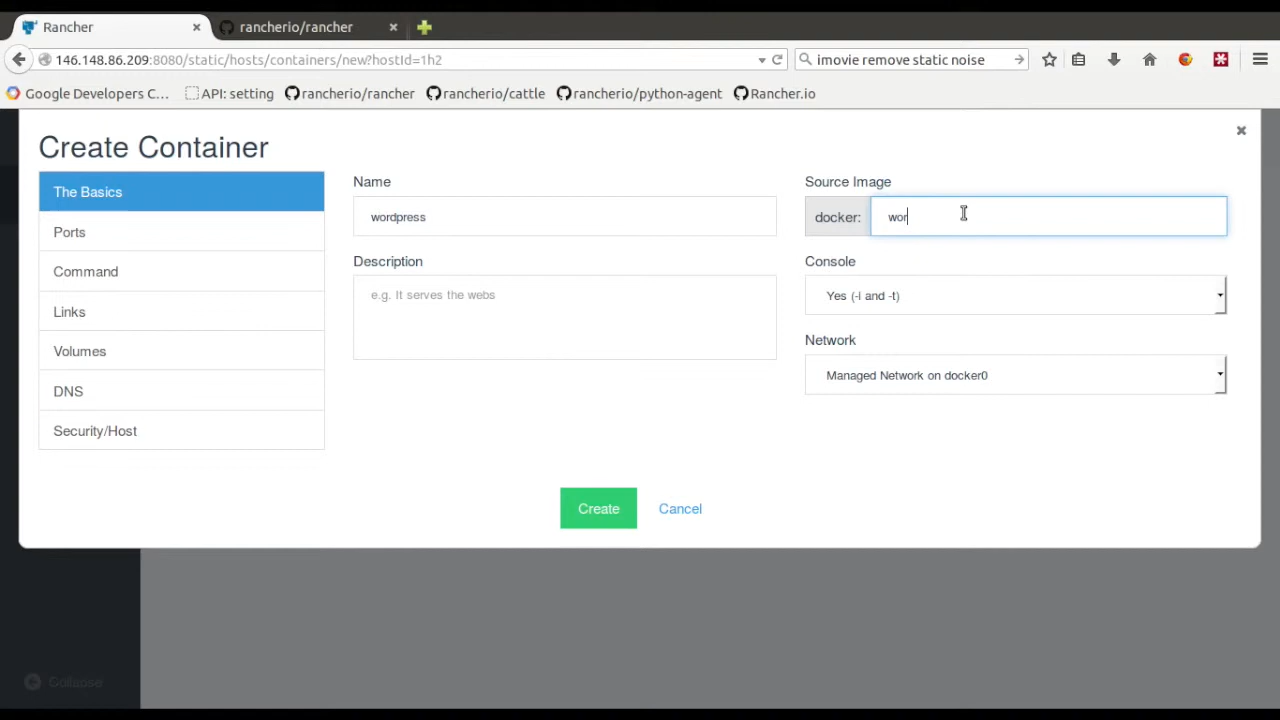 Rancher
rancherio/rancher
146.148.86.209:8080/static/hosts/containers/new?hostId=1h2
imovie remove static noise
Google Developers C...
API: setting
rancherio/rancher
rancherio/cattle
rancherio/python-agent
Rancher.io
Create Container
The Basics
Ports
Command
Links
Volumes
DNS
Security/Host
Name
wordpress
Description
e.g. It serves the webs
Source Image
docker: wor
Console
Yes (-i and -t)
Network
Managed Network on docker0
Create
Cancel
Collapse